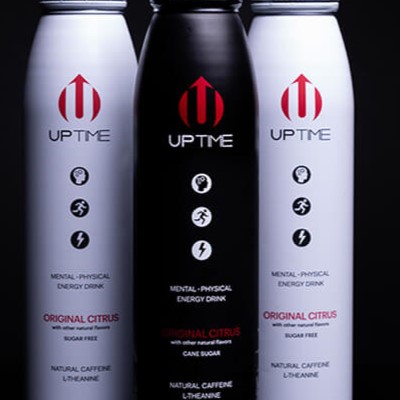 UPTIME
MENTAL-PHYSICAL
ENERGY DRINK
ORIGINAL CITRUS
with other natural flavors
SUGAR FREE
NATURAL CAFFEINE
L-THEANINE
UPTIME
MENTAL-PHYSICAL
ENERGY DRINK
ORIGINAL CITRUS
with other natural flavors
CANE SUGAR
NATURAL CAFFEINE
L-THEANINE
UPTIME
MENTAL-PHYSICAL
ENERGY DRINK
ORIGINAL CITRUS
with other natural flavors
SUGAR FREE
NATURAL CAFFEINE
L-THEANINE